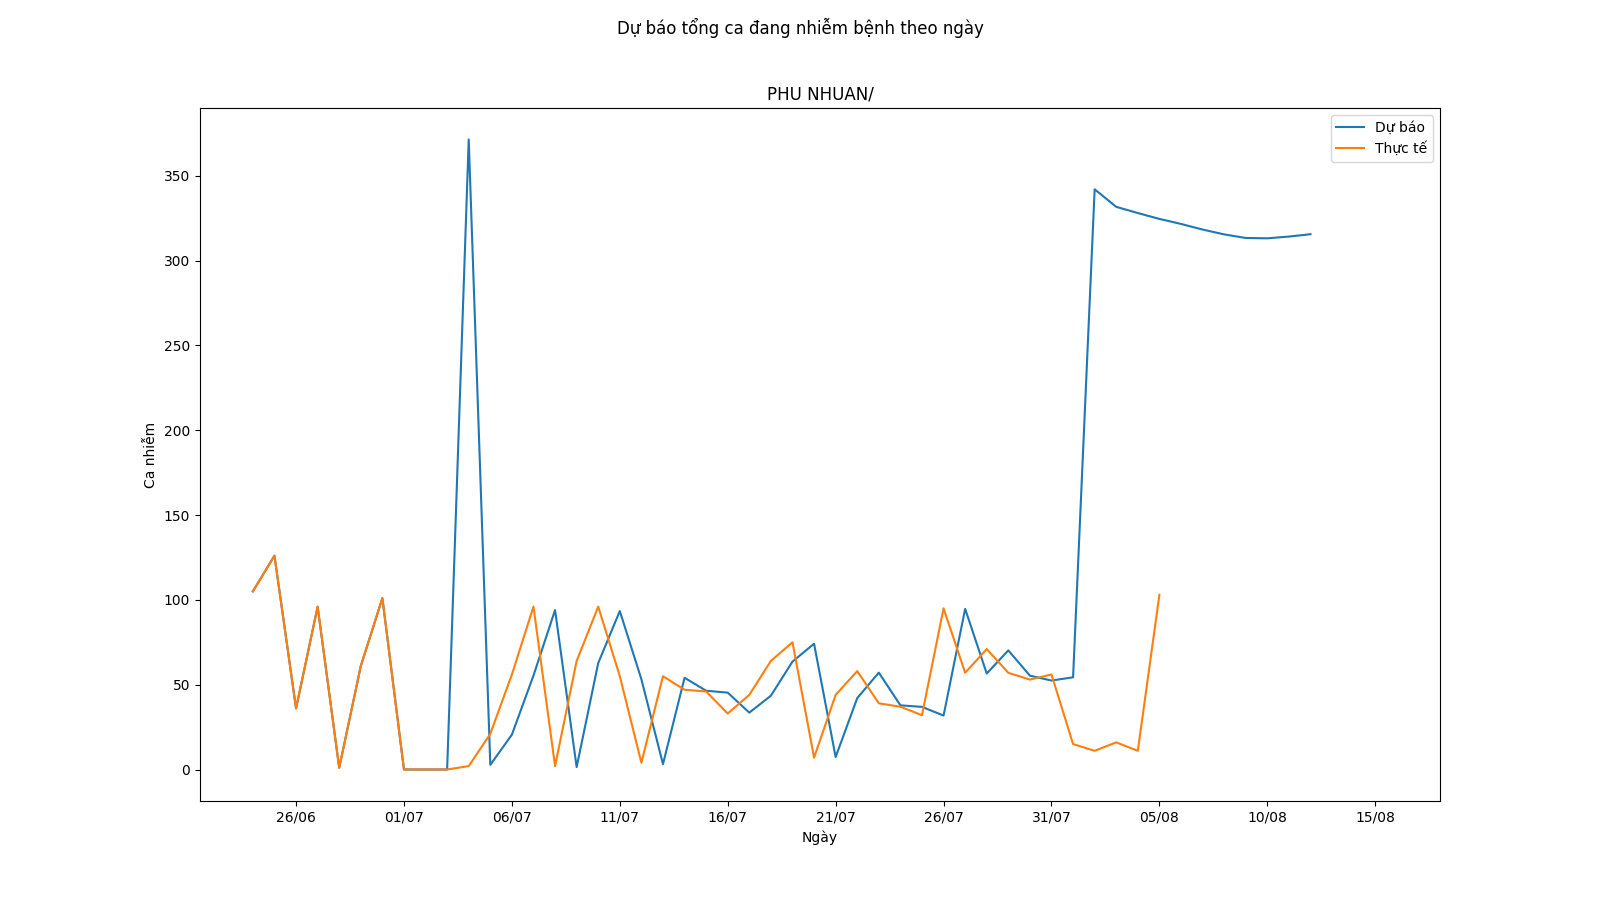 Dự báo tổng ca đang nhiễm bệnh theo ngày
PHU NHUAN/
Dự báo
Thực tế
350
300
250
200
150
100
50
0
Ca nhiễm
26/06 01/07 06/07 11/07 16/07 21/07 26/07 31/07 05/08 10/08 15/08
Ngày